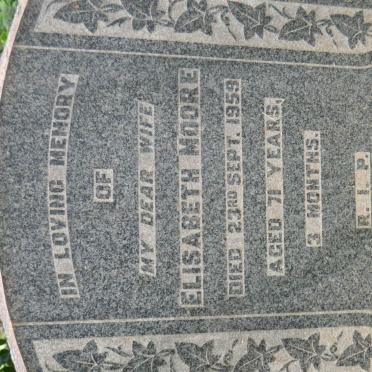 IN LOVING MEMORY
OF
MY DEAR WIFE
ELISABETH MOORE
DIED 23RD SEPT. 1959
AGED 71 YEARS,
3 MONTHS.
R.I.P.